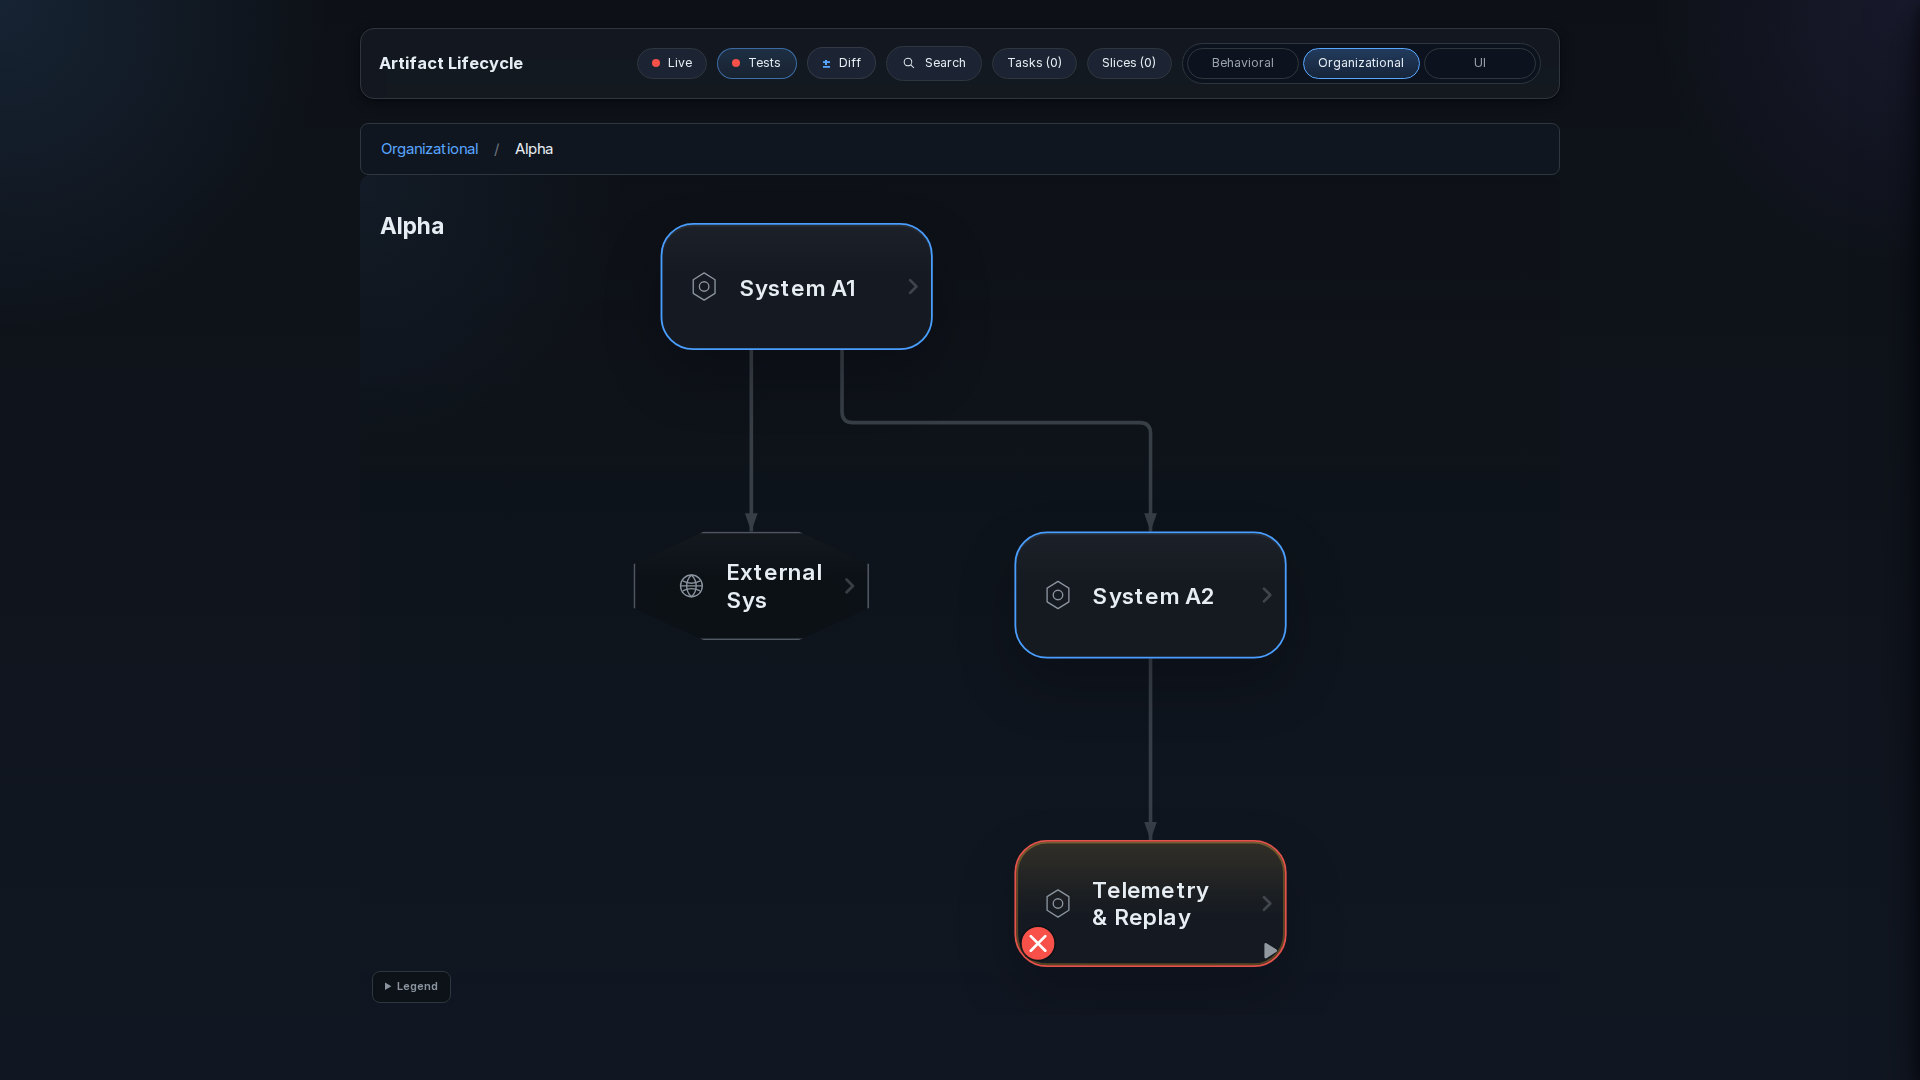 Artifact Lifecycle
Live
Tests
± Diff
Search
Tasks (0)
Slices (0)
Behavioral
Organizational
UI
Organizational / Alpha
Alpha
System A1
External
Sys
System A2
Telemetry
& Replay
Legend